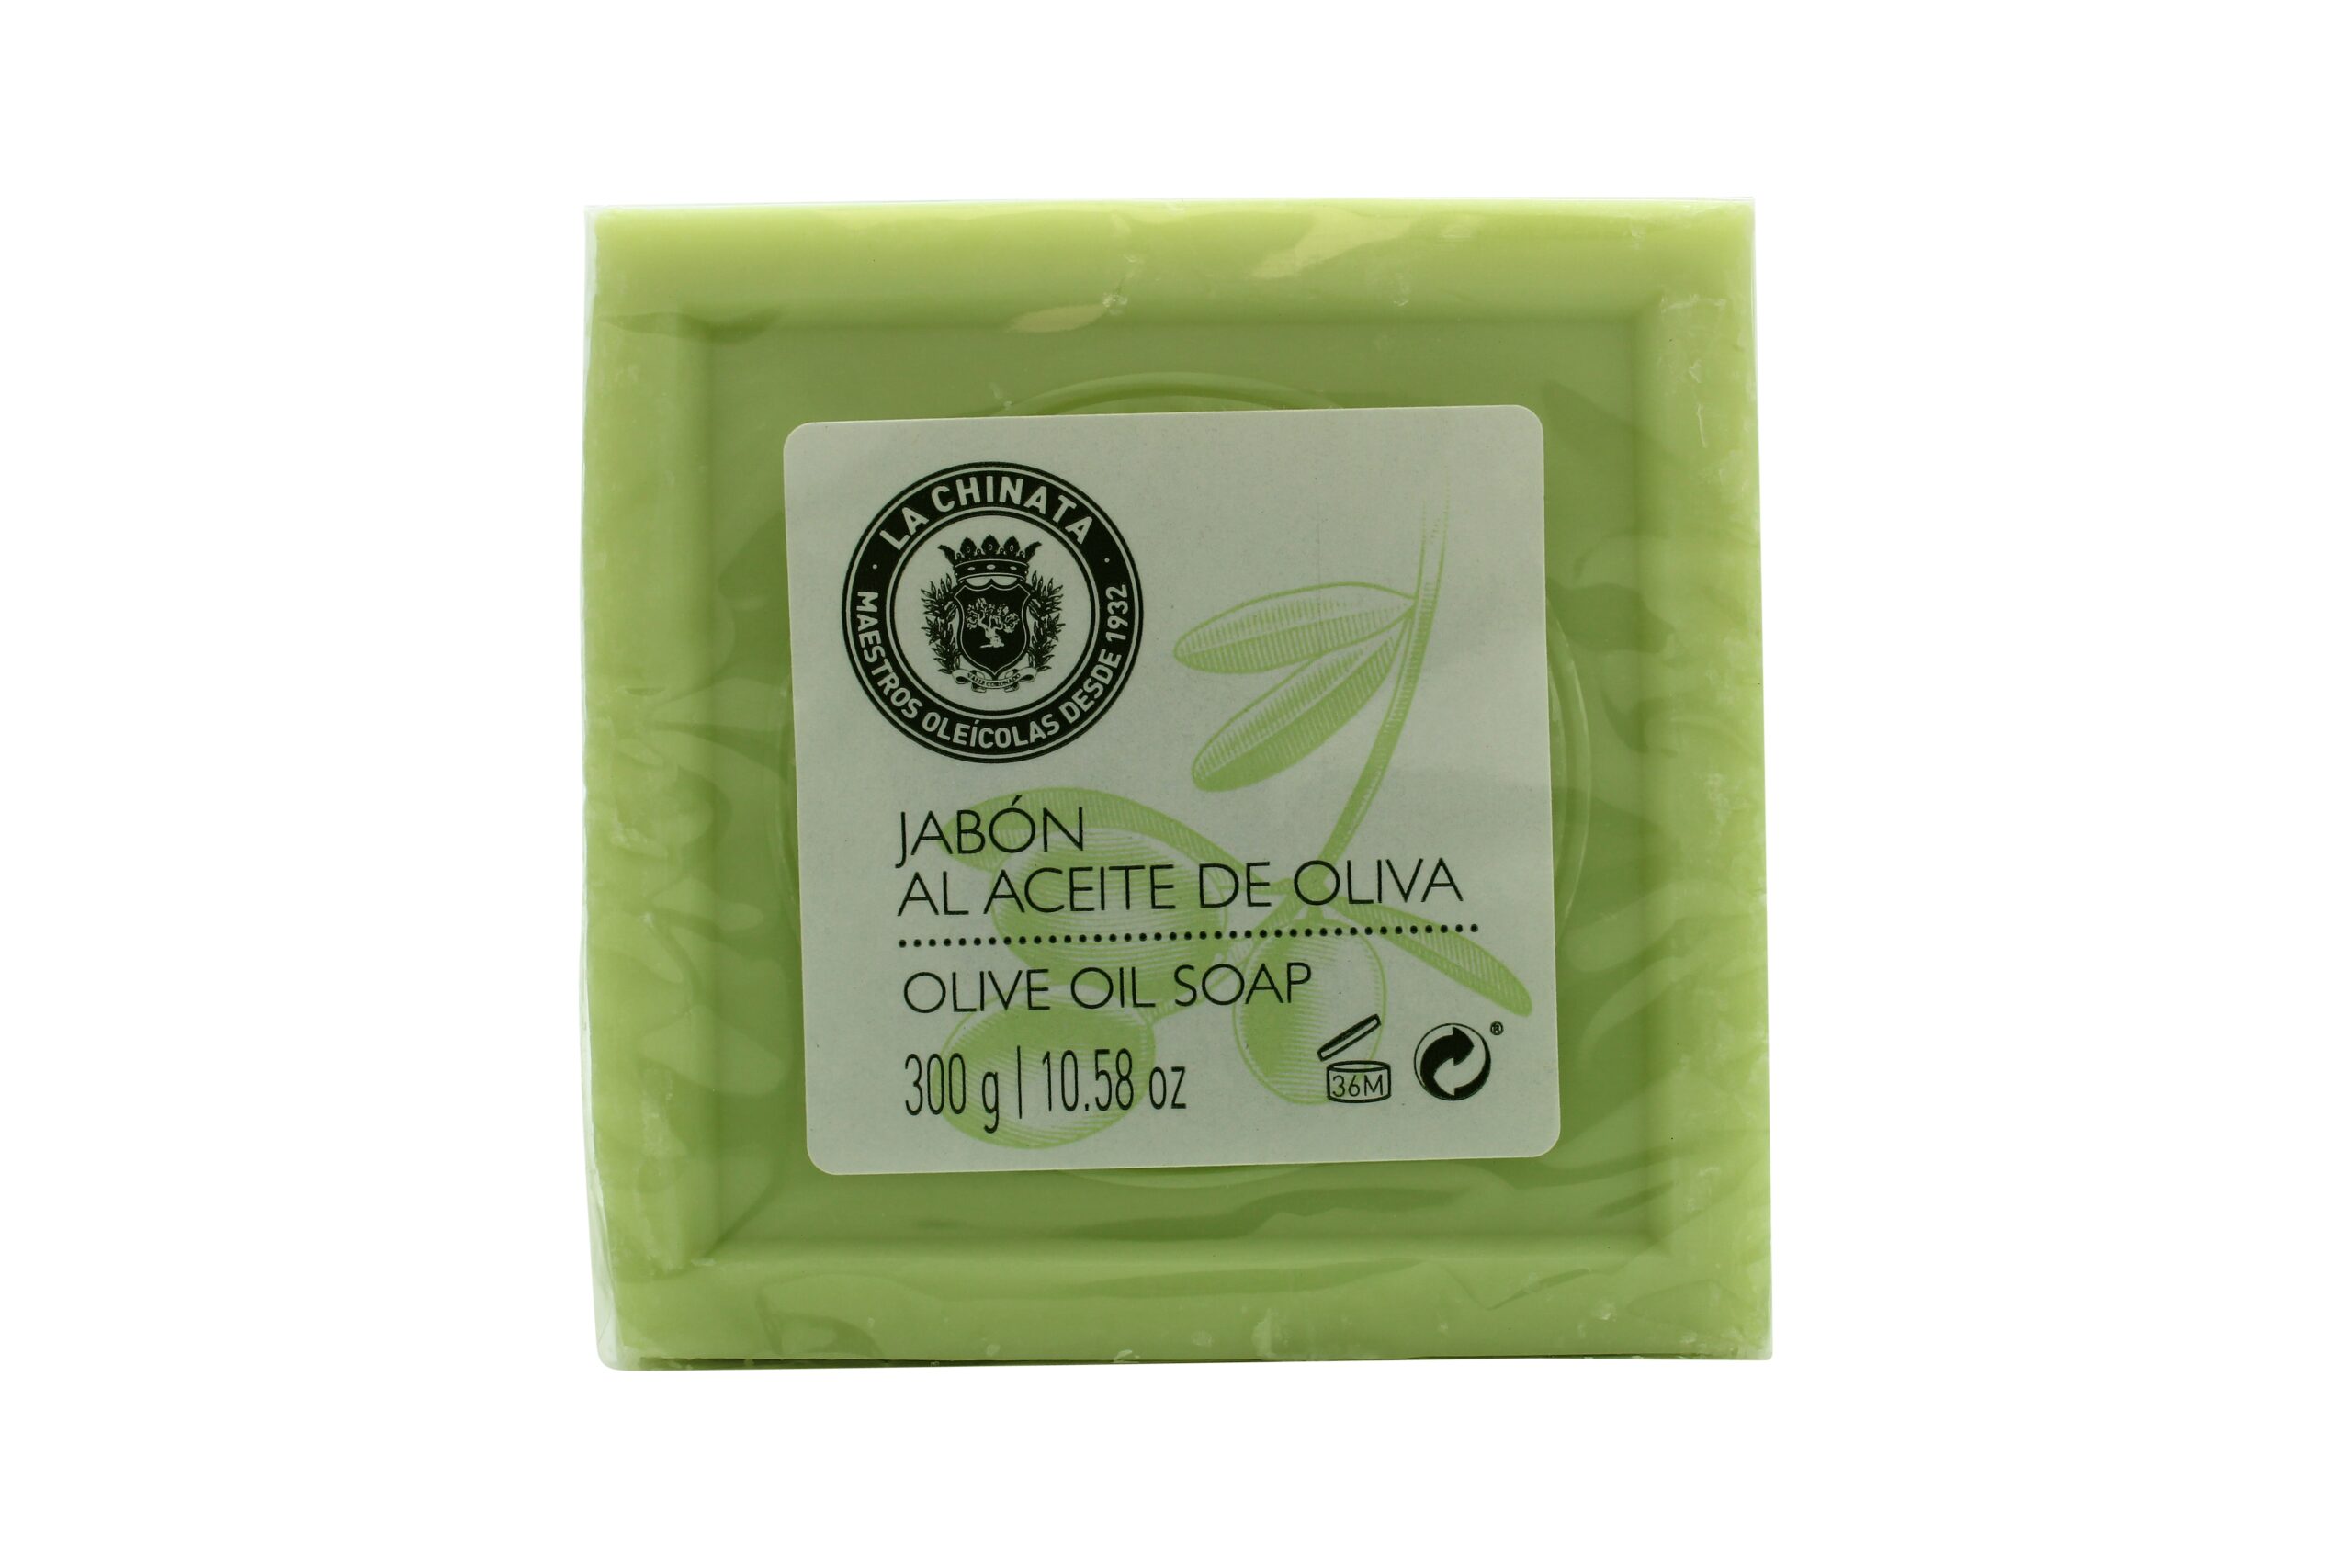 LA CHINATA
MAESTROS OLEÍCOLAS DESDE 1932
JABÓN
AL ACEITE DE OLIVA
OLIVE OIL SOAP
300 g | 10.58 oz
36M
®